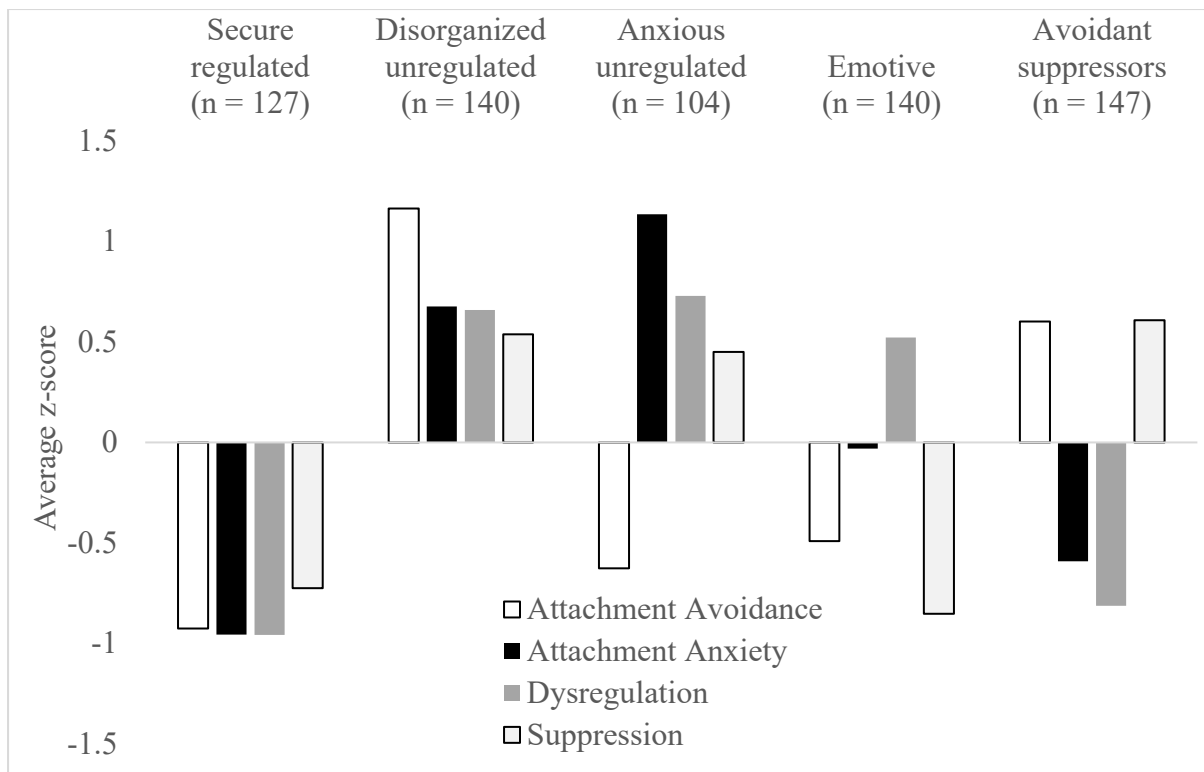 Secure
regulated
(n = 127)
Disorganized
unregulated
(n = 140)
Anxious
unregulated
(n = 104)
Emotive
(n = 140)
Avoidant
suppressors
(n = 147)
1.5
1
0.5
0
-0.5
-1
-1.5
Average z-score
Attachment Avoidance
Attachment Anxiety
Dysregulation
Suppression